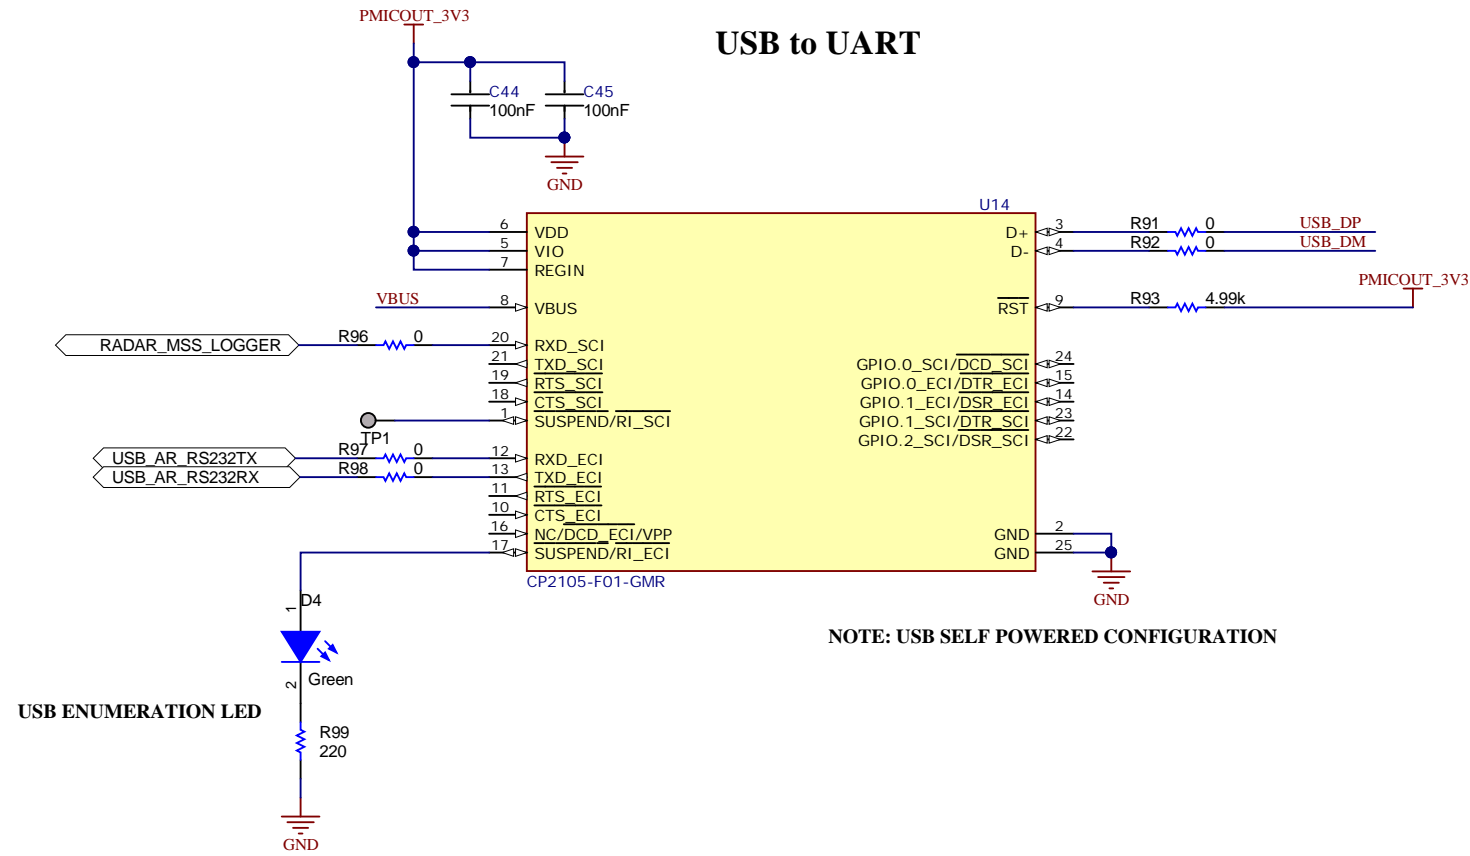 PMICOUT_3V3
USB to UART
C44
100nF
C45
100nF
GND
U14
6
VDD
5
VIO
7
REGIN
VBUS
8
VBUS
RADAR_MSS_LOGGER
R96
0
20
RXD_SCI
21
TXD_SCI
19
RTS_SCI
18
CTS_SCI
TP1
1
SUSPEND/RI_SCI
USB_AR_RS232TX
R97
0
12
RXD_ECI
USB_AR_RS232RX
R98
0
13
TXD_ECI
11
RTS_ECI
10
CTS_ECI
16
NC/DCD_ECI/VPP
17
SUSPEND/RI_ECI
CP2105-F01-GMR
D+
3
R91
0
USB_DP
D-
4
R92
0
USB_DM
RST
9
R93
4.99k
PMICOUT_3V3
GPIO.0_SCI/DCD_SCI
24
GPIO.0_ECI/DTR_ECI
15
GPIO.1_ECI/DSR_ECI
14
GPIO.1_SCI/DTR_SCI
23
GPIO.2_SCI/DSR_SCI
22
GND
2
GND
25
GND
1
D4
2
Green
NOTE: USB SELF POWERED CONFIGURATION
USB ENUMERATION LED
R99
220
GND